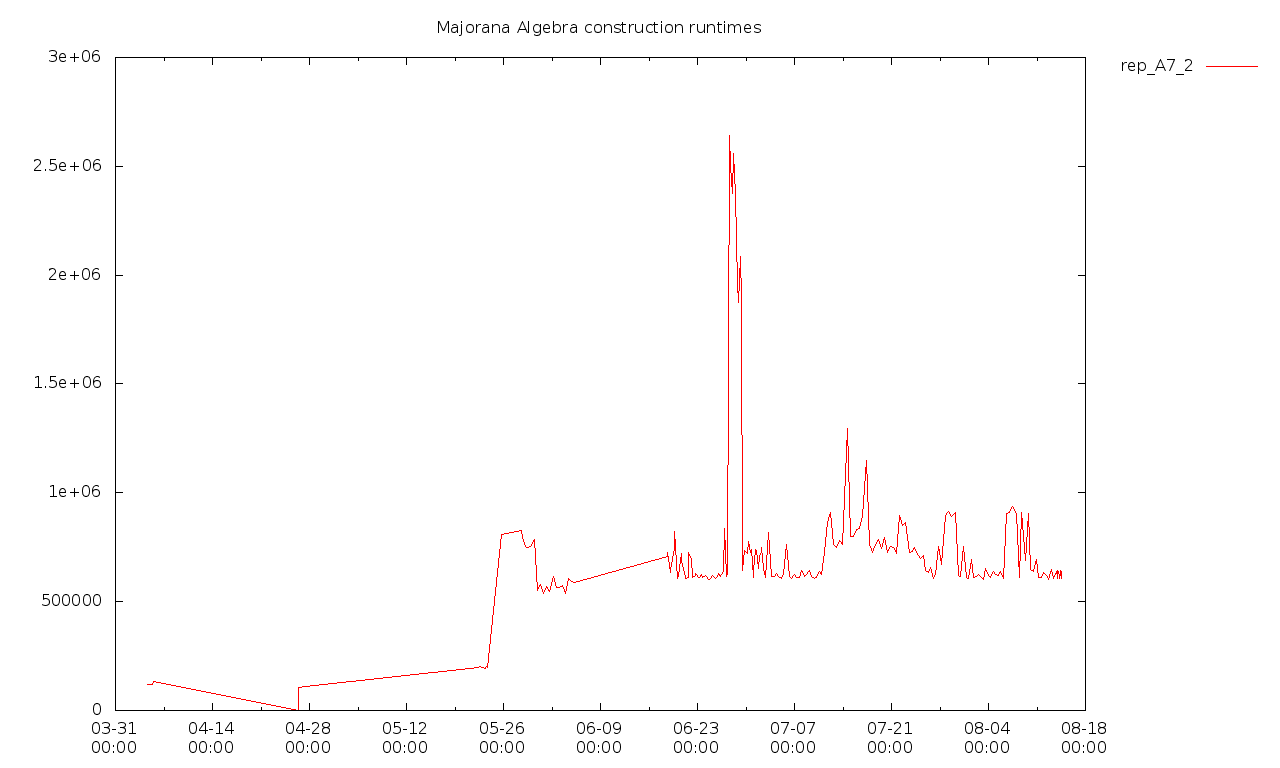 Majorana Algebra construction runtimes
rep_A7_2
3e+06
2.5e+06
2e+06
1.5e+06
1e+06
500000
0
03-31 04-14 04-28 05-12 05-26 06-09 06-23 07-07 07-21 08-04 08-18
00:00 00:00 00:00 00:00 00:00 00:00 00:00 00:00 00:00 00:00 00:00